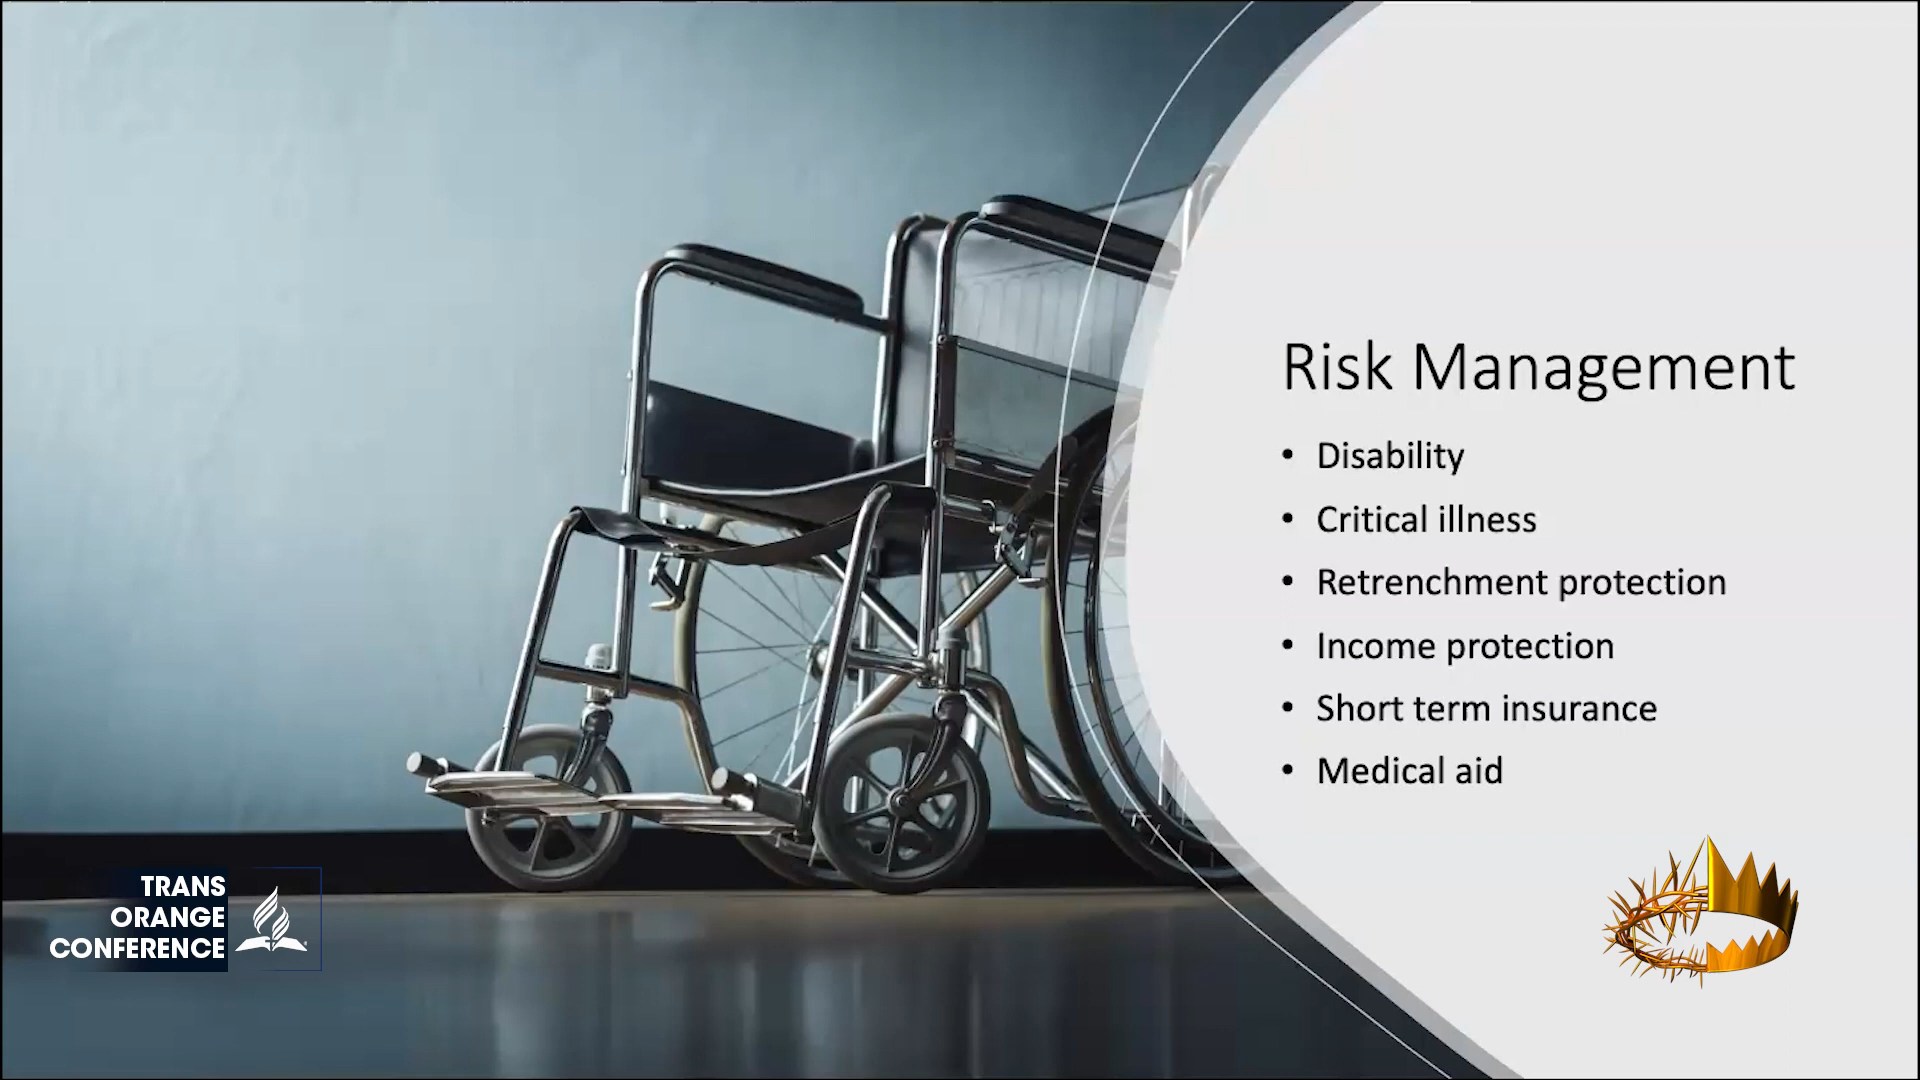 Risk Management
• Disability
• Critical illness
• Retrenchment protection
• Income protection
• Short term insurance
• Medical aid
TRANS
ORANGE
CONFERENCE